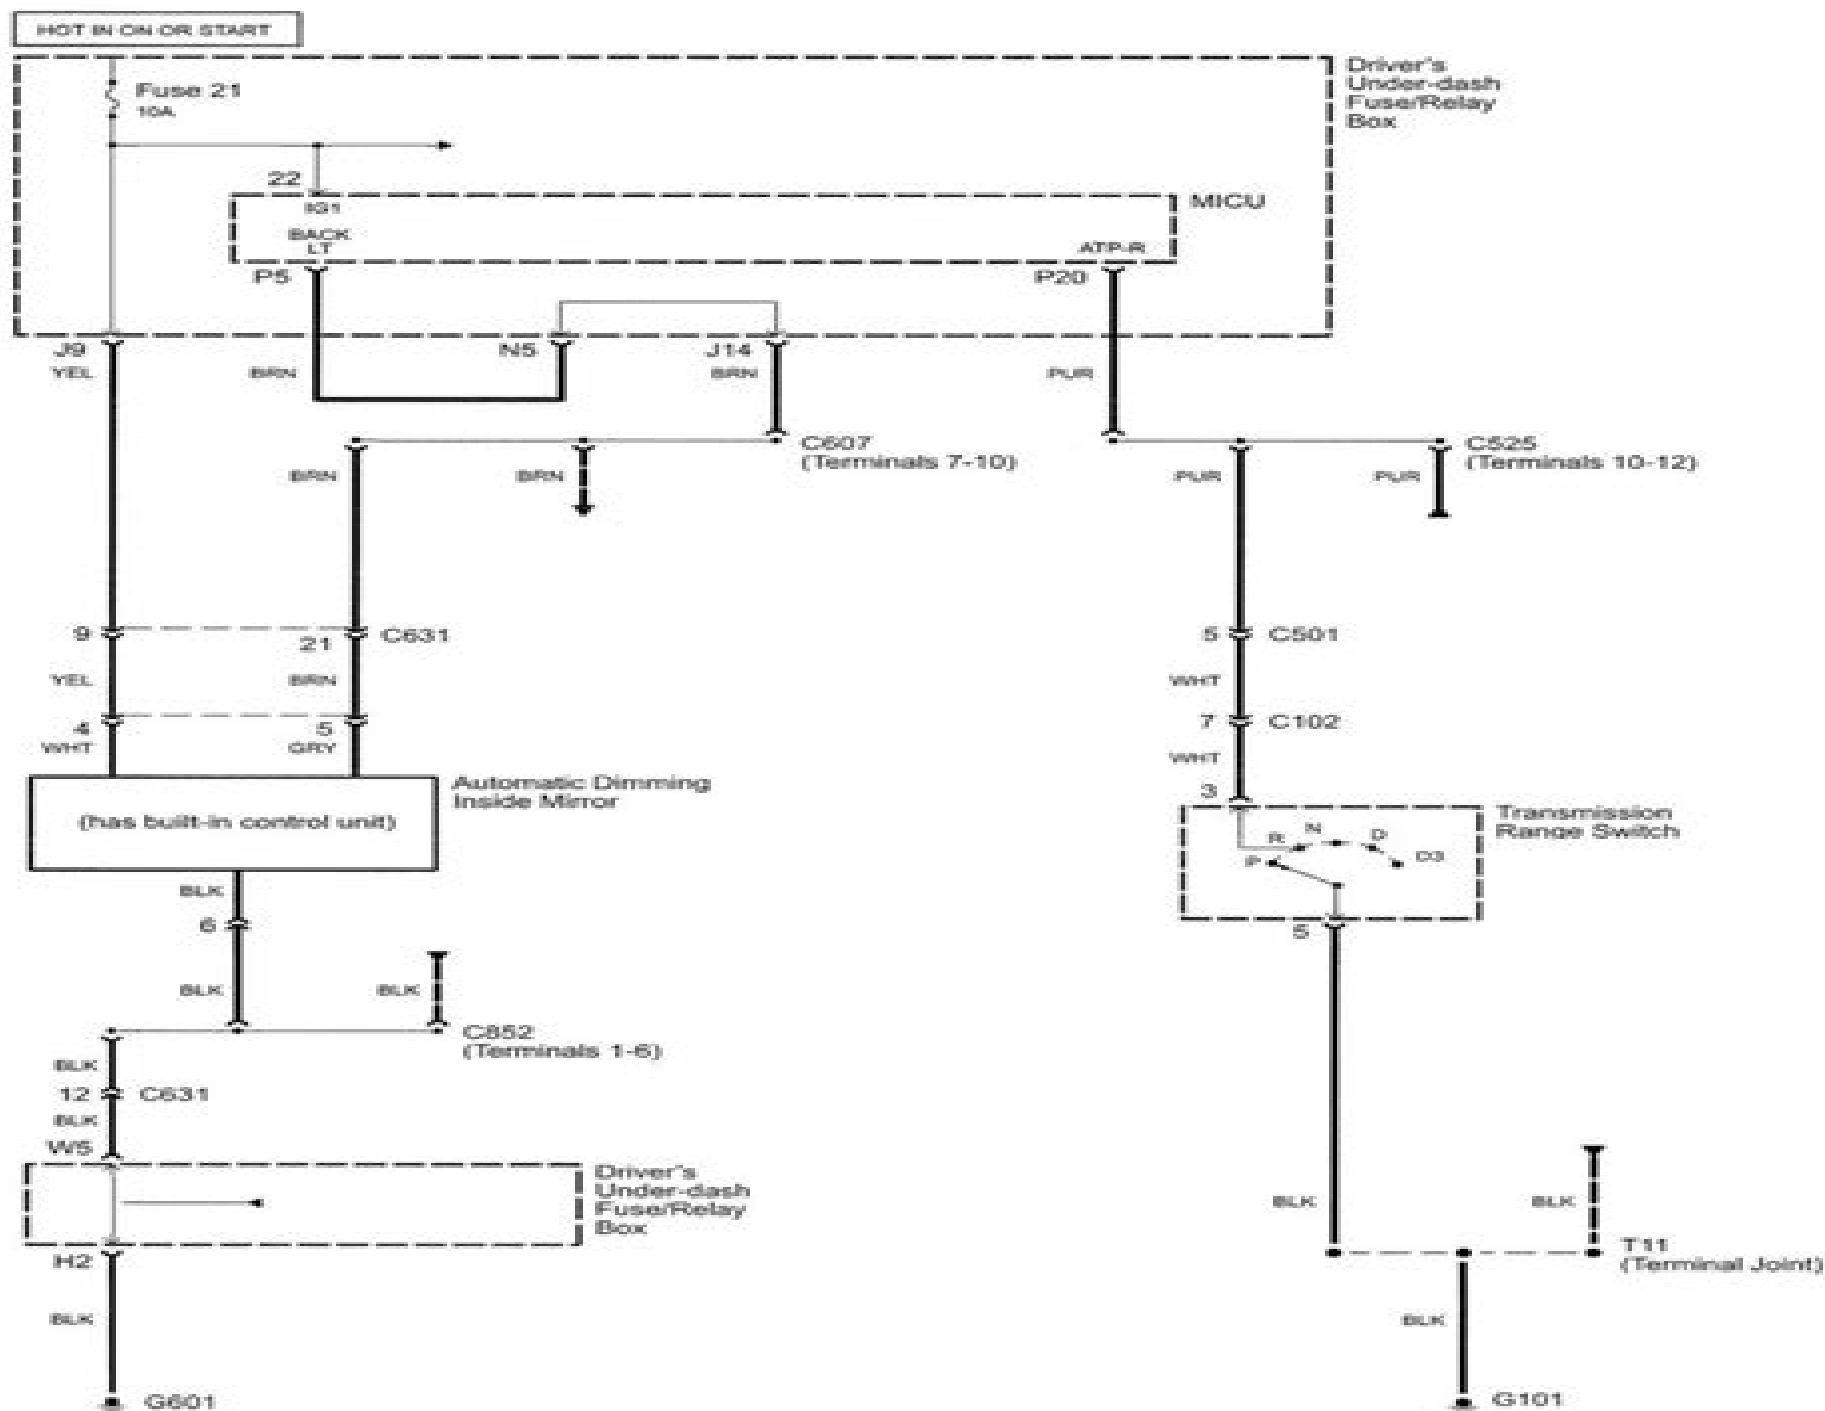 HOT IN ON OR START
Driver's
Under-dash
Fuse/Relay
Box
Fuse 21
10A
22
IG1
MICU
BACK
LT
ATP-R
P5
P20
J9
N5
J14
YEL
BRN
BRN
PUR
C607
(Terminals 7-10)
C525
(Terminals 10-12)
BRN
BRN
PUR
PUR
9
21
C631
5
C501
YEL
BRN
WHT
4
5
7
C102
WHT
GRY
WHT
3
Automatic Dimming
Inside Mirror
(has built-in control unit)
Transmission
Range Switch
P
R
N
D
D3
BLK
6
5
BLK
BLK
C852
(Terminals 1-6)
BLK
12
C631
BLK
W5
Driver's
Under-dash
Fuse/Relay
Box
BLK
BLK
H2
T11
(Terminal Joint)
BLK
BLK
G601
G101